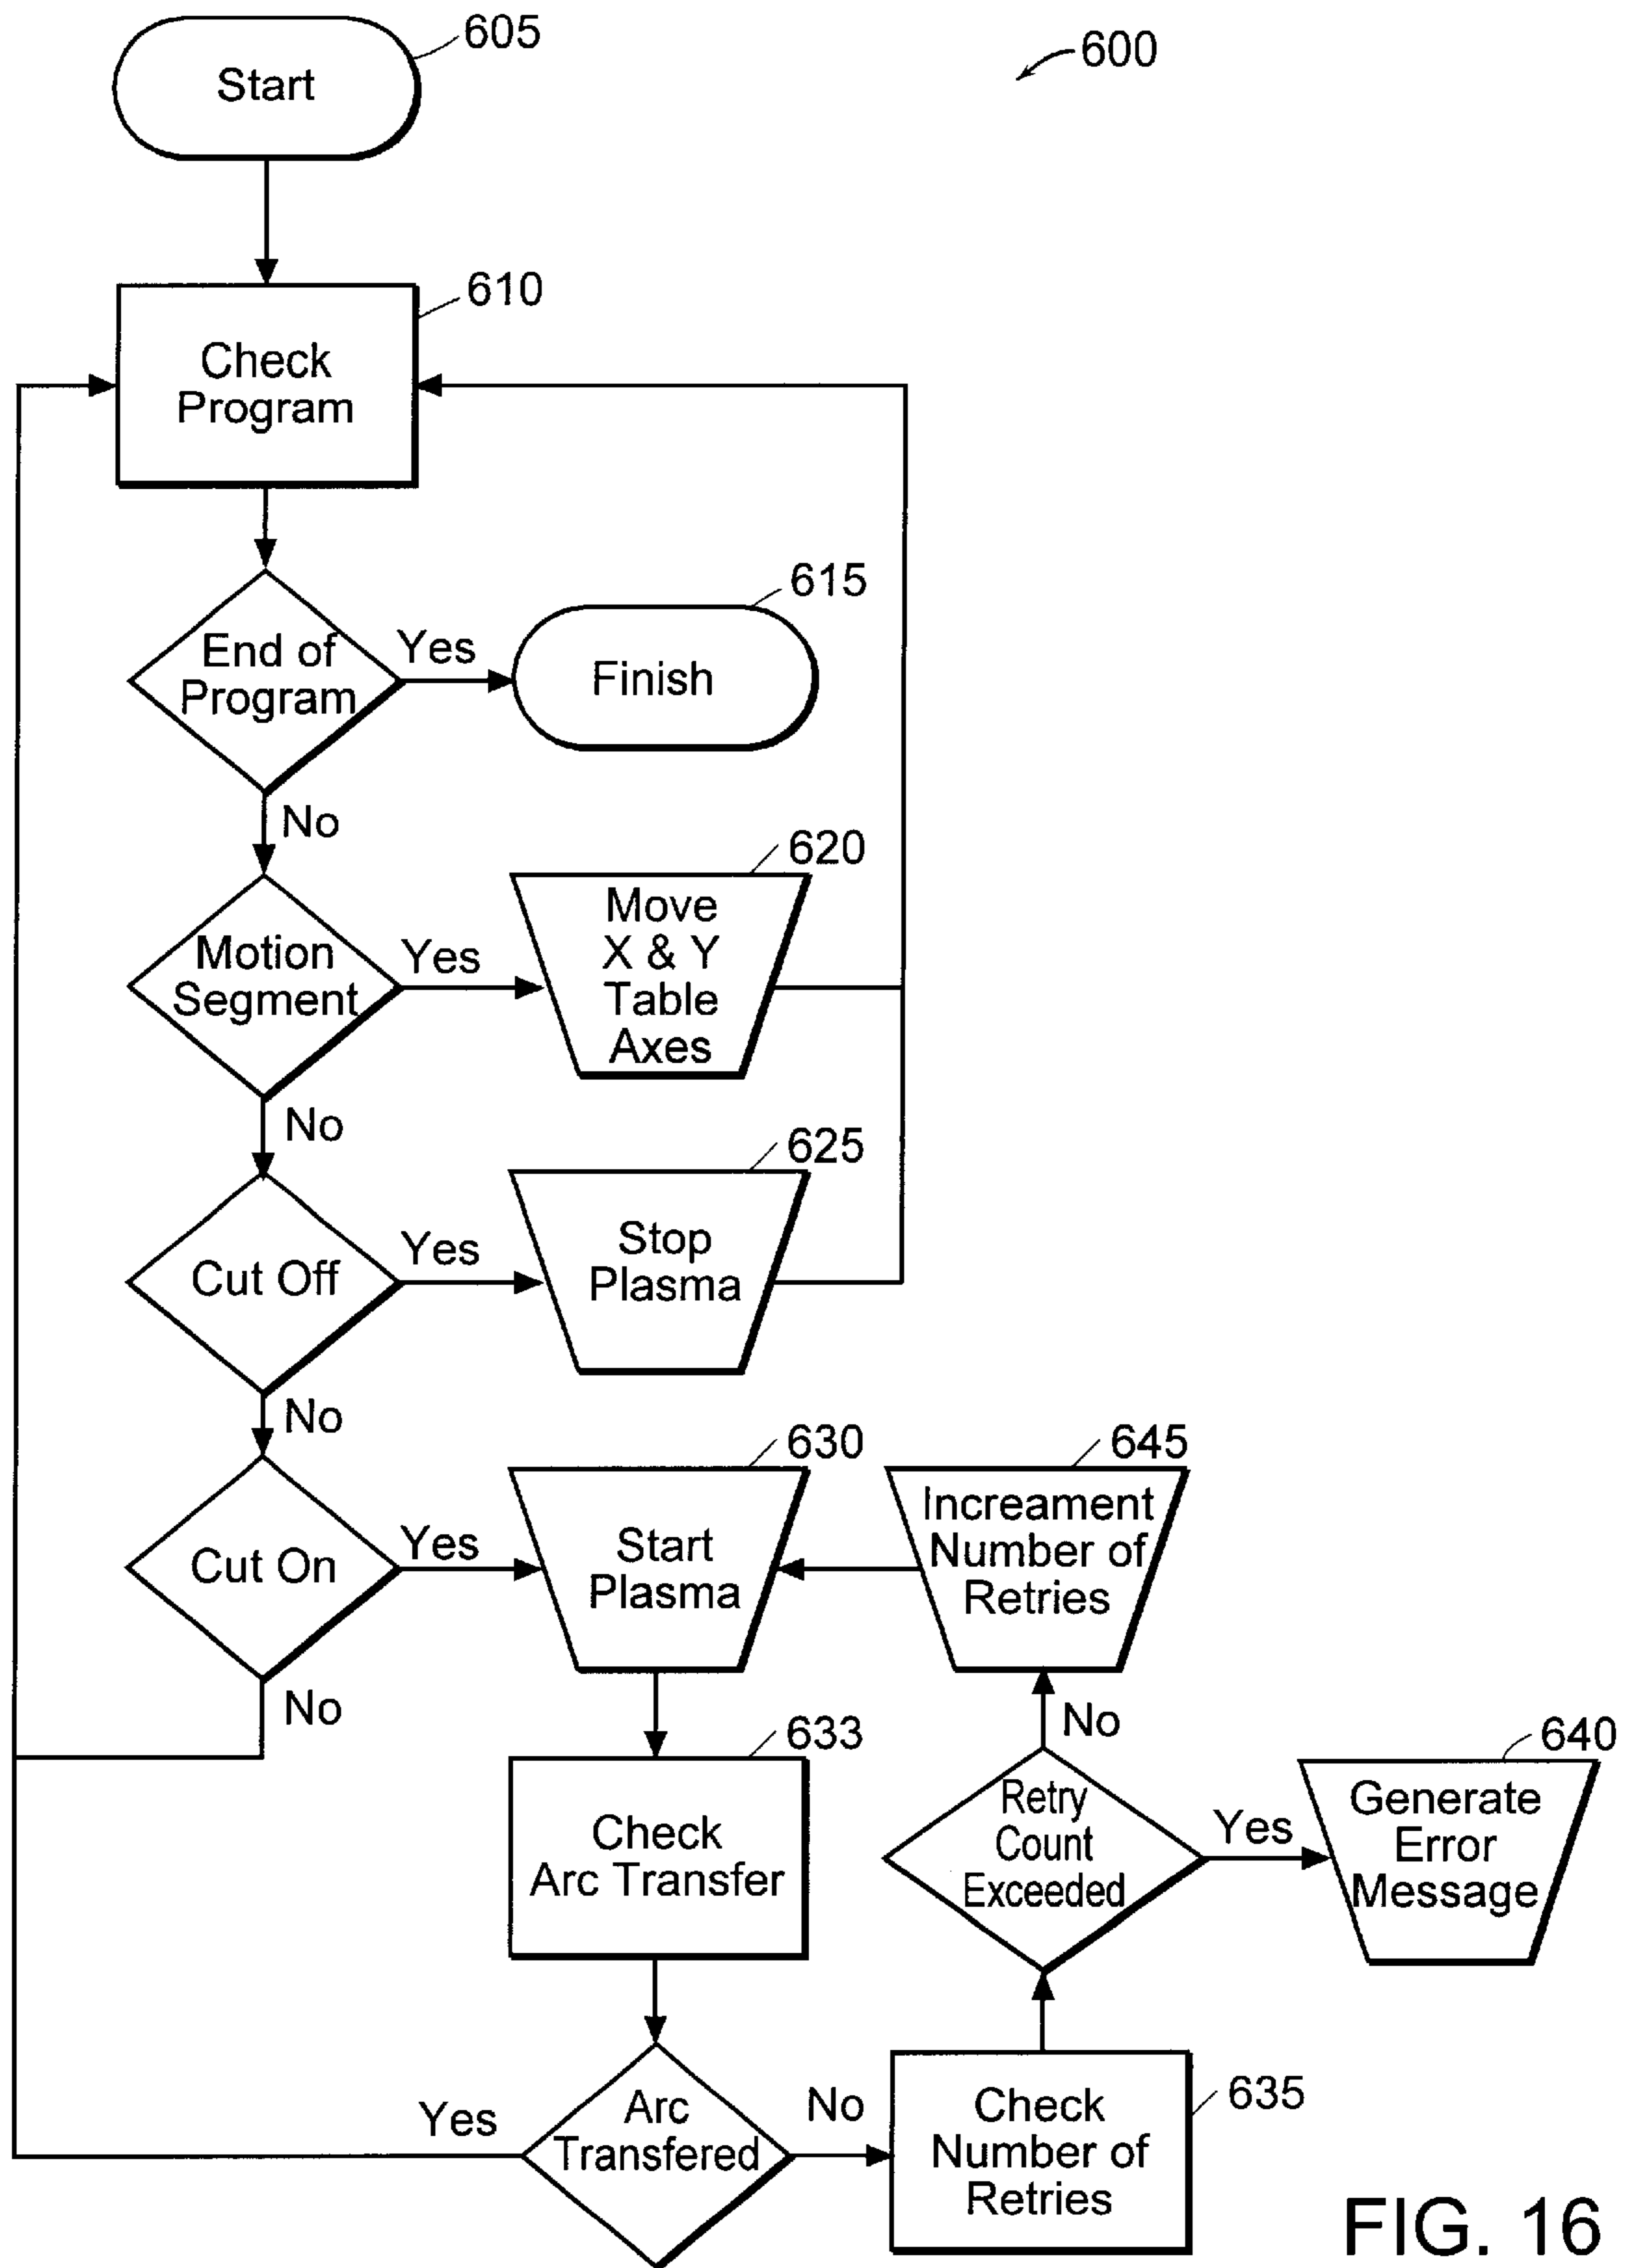 605
600
Start
610
Check
Program
615
End of
Program
Yes
Finish
No
620
Motion
Segment
Yes
Move
X & Y
Table
Axes
No
625
Cut Off
Yes
Stop
Plasma
No
630
645
Cut On
Yes
Start
Plasma
Increament
Number of
Retries
No
No
633
640
Check
Arc Transfer
Retry
Count
Exceeded
Yes
Generate
Error
Message
Yes
Arc
Transfered
No
Check
Number of
Retries
635
FIG. 16